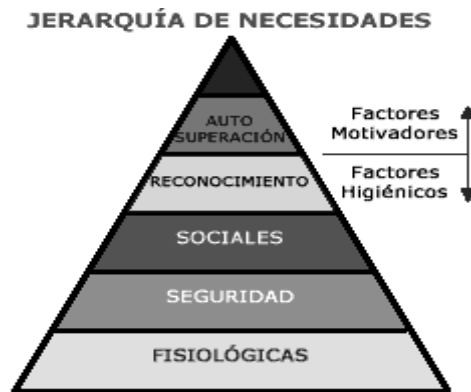 JERARQUÍA DE NECESIDADES
AUTO
SUPERACIÓN
Factores
Motivadores
RECONOCIMIENTO
Factores
Higiénicos
SOCIALES
SEGURIDAD
FISIOLÓGICAS